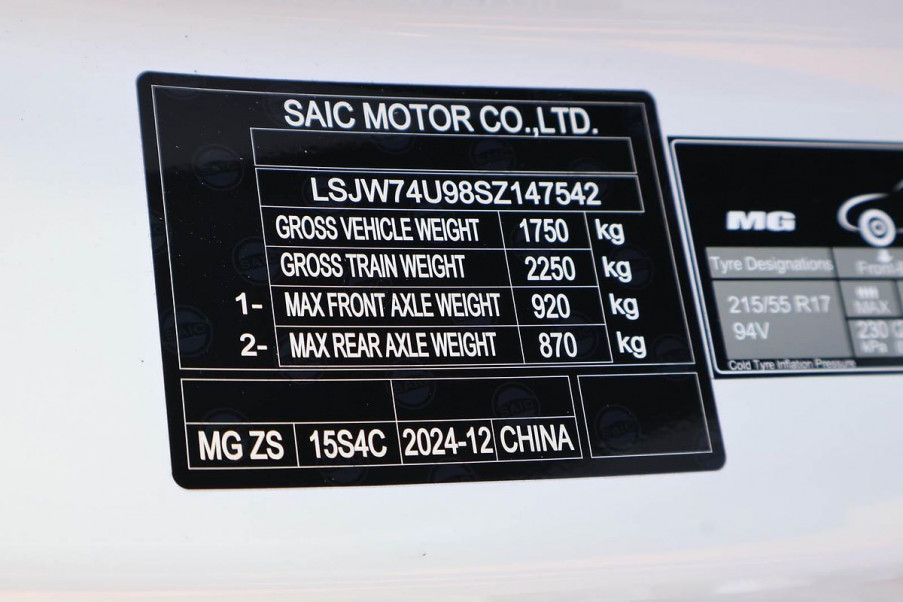 SAIC MOTOR CO.,LTD.
LSJW74U98SZ147542
GROSS VEHICLE WEIGHT 1750 kg
GROSS TRAIN WEIGHT 2250 kg
1- MAX FRONT AXLE WEIGHT 920 kg
2- MAX REAR AXLE WEIGHT 870 kg
MG ZS 15S4C 2024-12 CHINA
MG
Tyre Designations
215/55 R17
94V
MAX
230
kPa
Cold Tyre Inflation Pressure